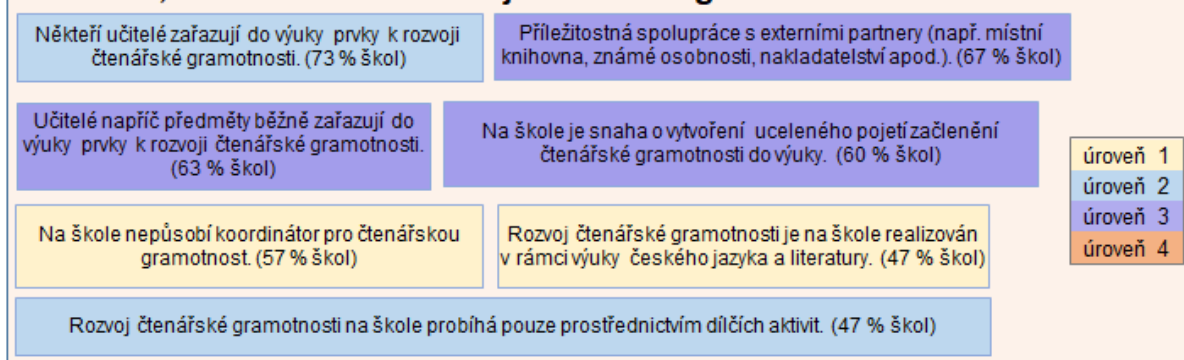 Někteří učitelé zařazují do výuky prvky k rozvoji
čtenářské gramotnosti. (73 % škol)
Příležitostná spolupráce s externími partnery (např. místní
knihovna, známé osobnosti, nakladatelství apod.). (67 % škol)
Učitelé napříč předměty běžně zařazují do
výuky prvky k rozvoji čtenářské gramotnosti.
(63 % škol)
Na škole je snaha o vytvoření uceleného pojetí začlenění
čtenářské gramotnosti do výuky. (60 % škol)
Na škole nepůsobí koordinátor pro čtenářskou
gramotnost. (57 % škol)
Rozvoj čtenářské gramotnosti je na škole realizován
v rámci výuky českého jazyka a literatury. (47 % škol)
Rozvoj čtenářské gramotnosti na škole probíhá pouze prostřednictvím dílčích aktivit. (47 % škol)
úroveň 1
úroveň 2
úroveň 3
úroveň 4